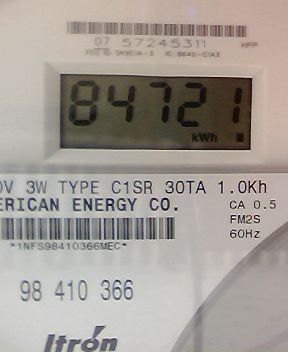 07 57245311 MPP
84721
kWh
0V 3W TYPE C1SR 30TA 1.0Kh
ERICAN ENERGY CO. CA 0.5
FM2S
60Hz
*1NFS98410366MEC*
98 410 366
Itron